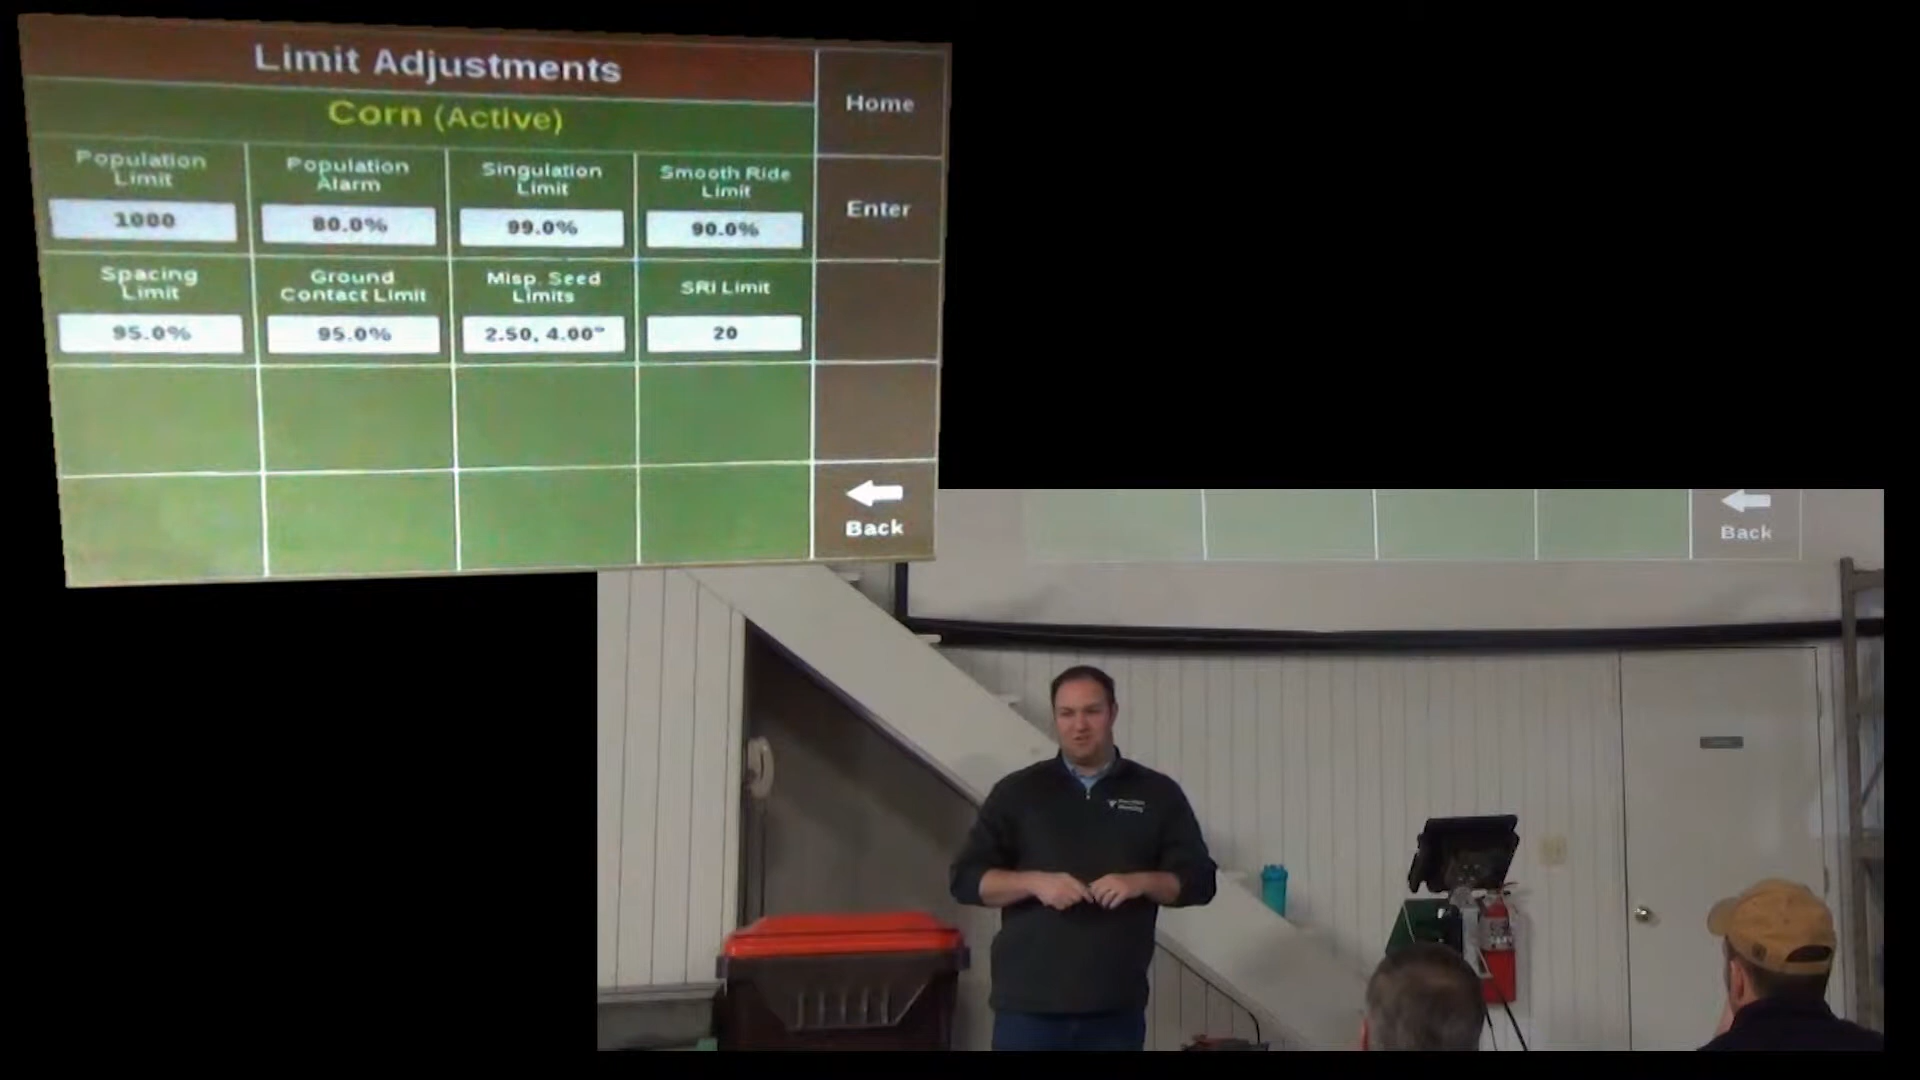 Limit Adjustments
Corn (Active)
Home
Population
Limit
1000
Population
Alarm
80.0%
Singulation
Limit
99.0%
Smooth Ride
Limit
90.0%
Enter
Spacing
Limit
95.0%
Ground
Contact Limit
95.0%
Misp. Seed
Limits
2.50, 4.00"
SRI Limit
20
Back
Back